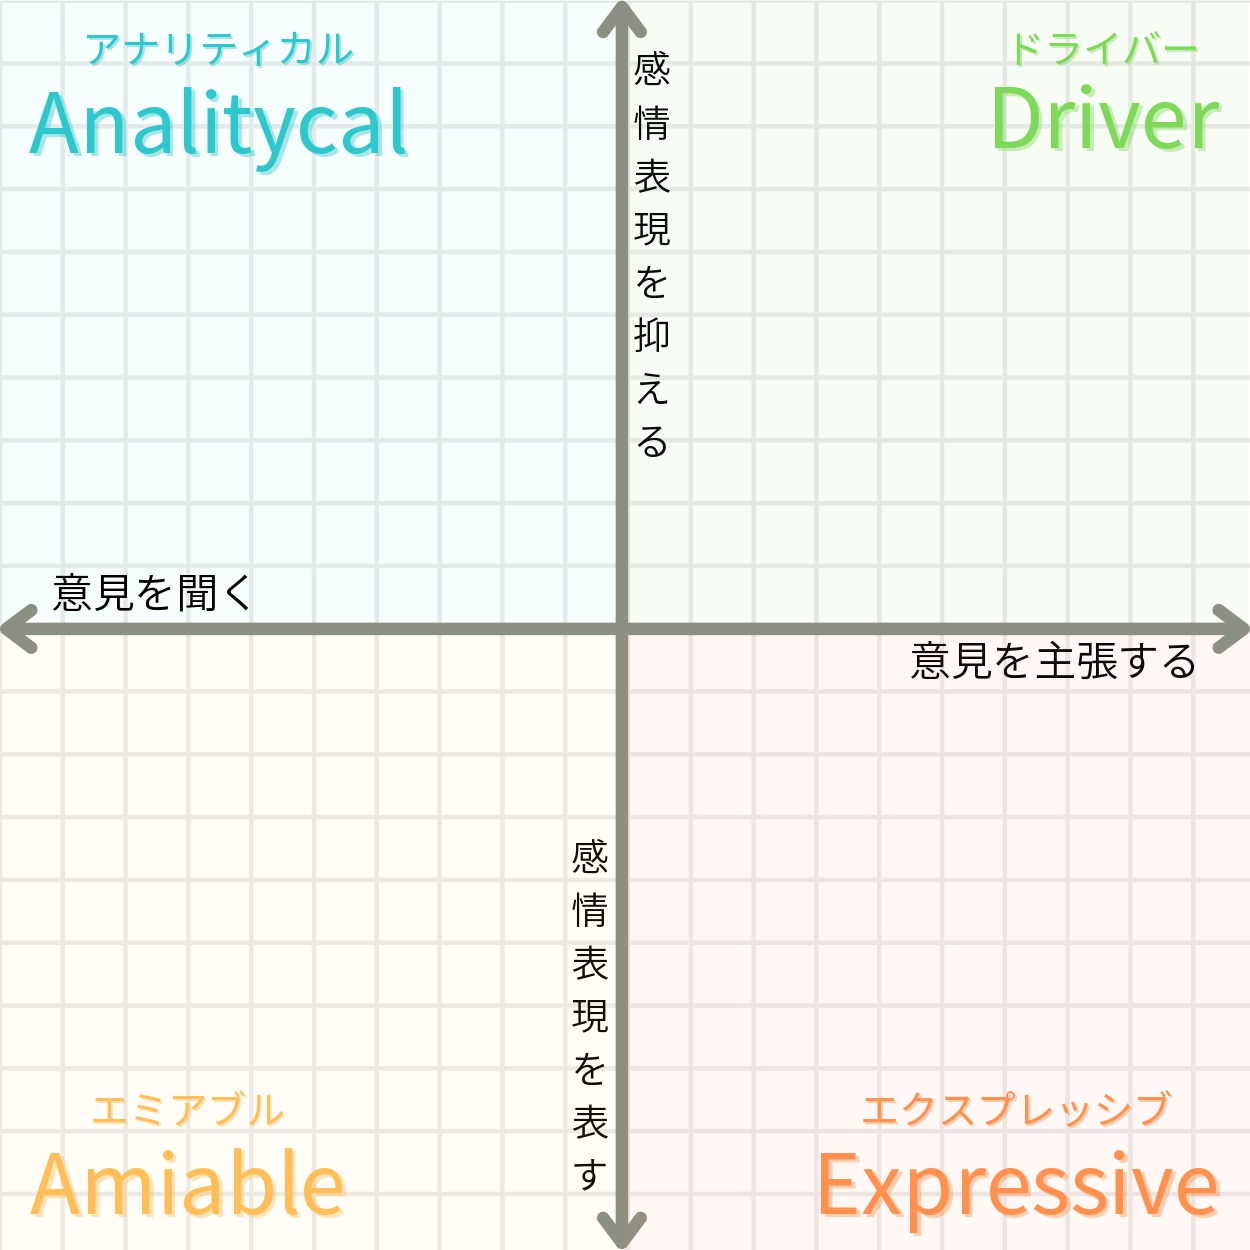 アナリティカル
Analitycal
ドライバー
Driver
感情表現を抑える
意見を聞く
意見を主張する
感情表現を表す
エミアブル
Amiable
エクスプレッシブ
Expressive